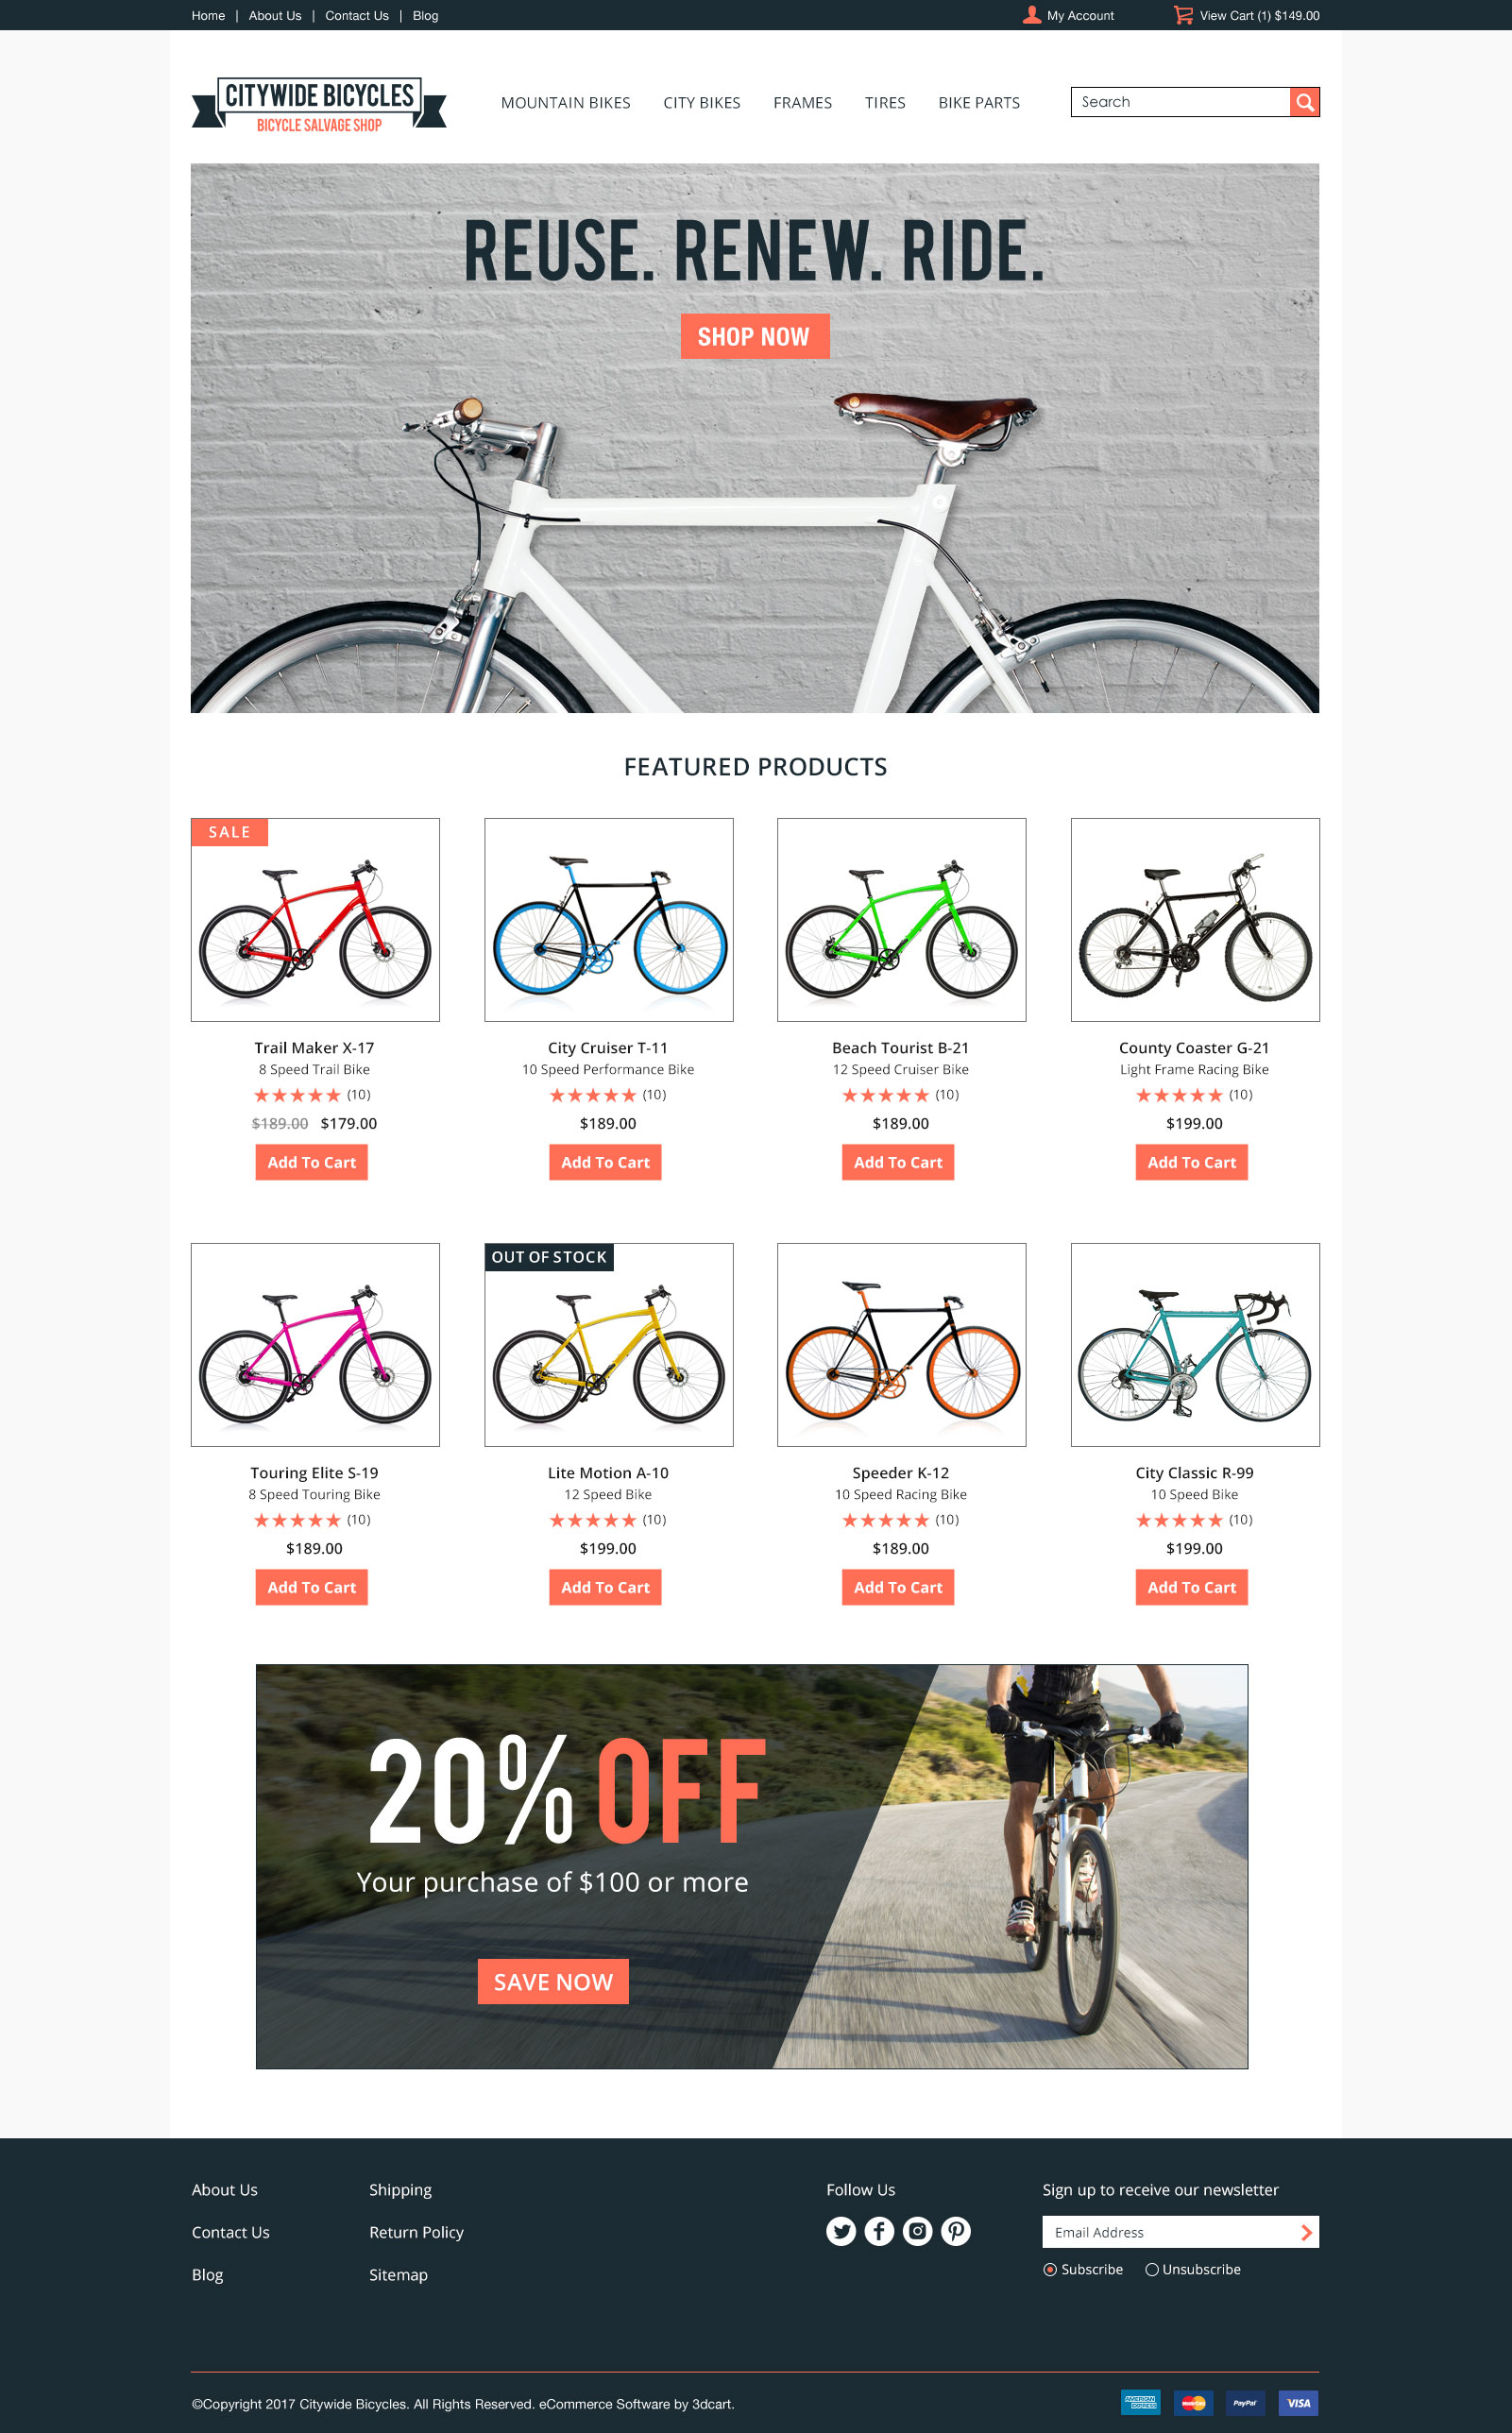 Home | About Us | Contact Us | Blog
My Account
View Cart (1) $149.00
CITYWIDE BICYCLES
BICYCLE SALVAGE SHOP
MOUNTAIN BIKES CITY BIKES FRAMES TIRES BIKE PARTS
Search
REUSE. RENEW. RIDE.
SHOP NOW
FEATURED PRODUCTS
SALE
Trail Maker X-17
8 Speed Trail Bike
(10)
$189.00 $179.00
Add To Cart
City Cruiser T-11
10 Speed Performance Bike
(10)
$189.00
Add To Cart
Beach Tourist B-21
12 Speed Cruiser Bike
(10)
$189.00
Add To Cart
County Coaster G-21
Light Frame Racing Bike
(10)
$199.00
Add To Cart
Touring Elite S-19
8 Speed Touring Bike
(10)
$189.00
Add To Cart
OUT OF STOCK
Lite Motion A-10
12 Speed Bike
(10)
$199.00
Add To Cart
Speeder K-12
10 Speed Racing Bike
(10)
$189.00
Add To Cart
City Classic R-99
10 Speed Bike
(10)
$199.00
Add To Cart
20% OFF
Your purchase of $100 or more
SAVE NOW
About Us
Contact Us
Blog
Shipping
Return Policy
Sitemap
Follow Us
Sign up to receive our newsletter
Email Address
Subscribe Unsubscribe
©Copyright 2017 Citywide Bicycles. All Rights Reserved. eCommerce Software by 3dcart.
AMERICAN EXPRESS
MasterCard
PayPal
VISA